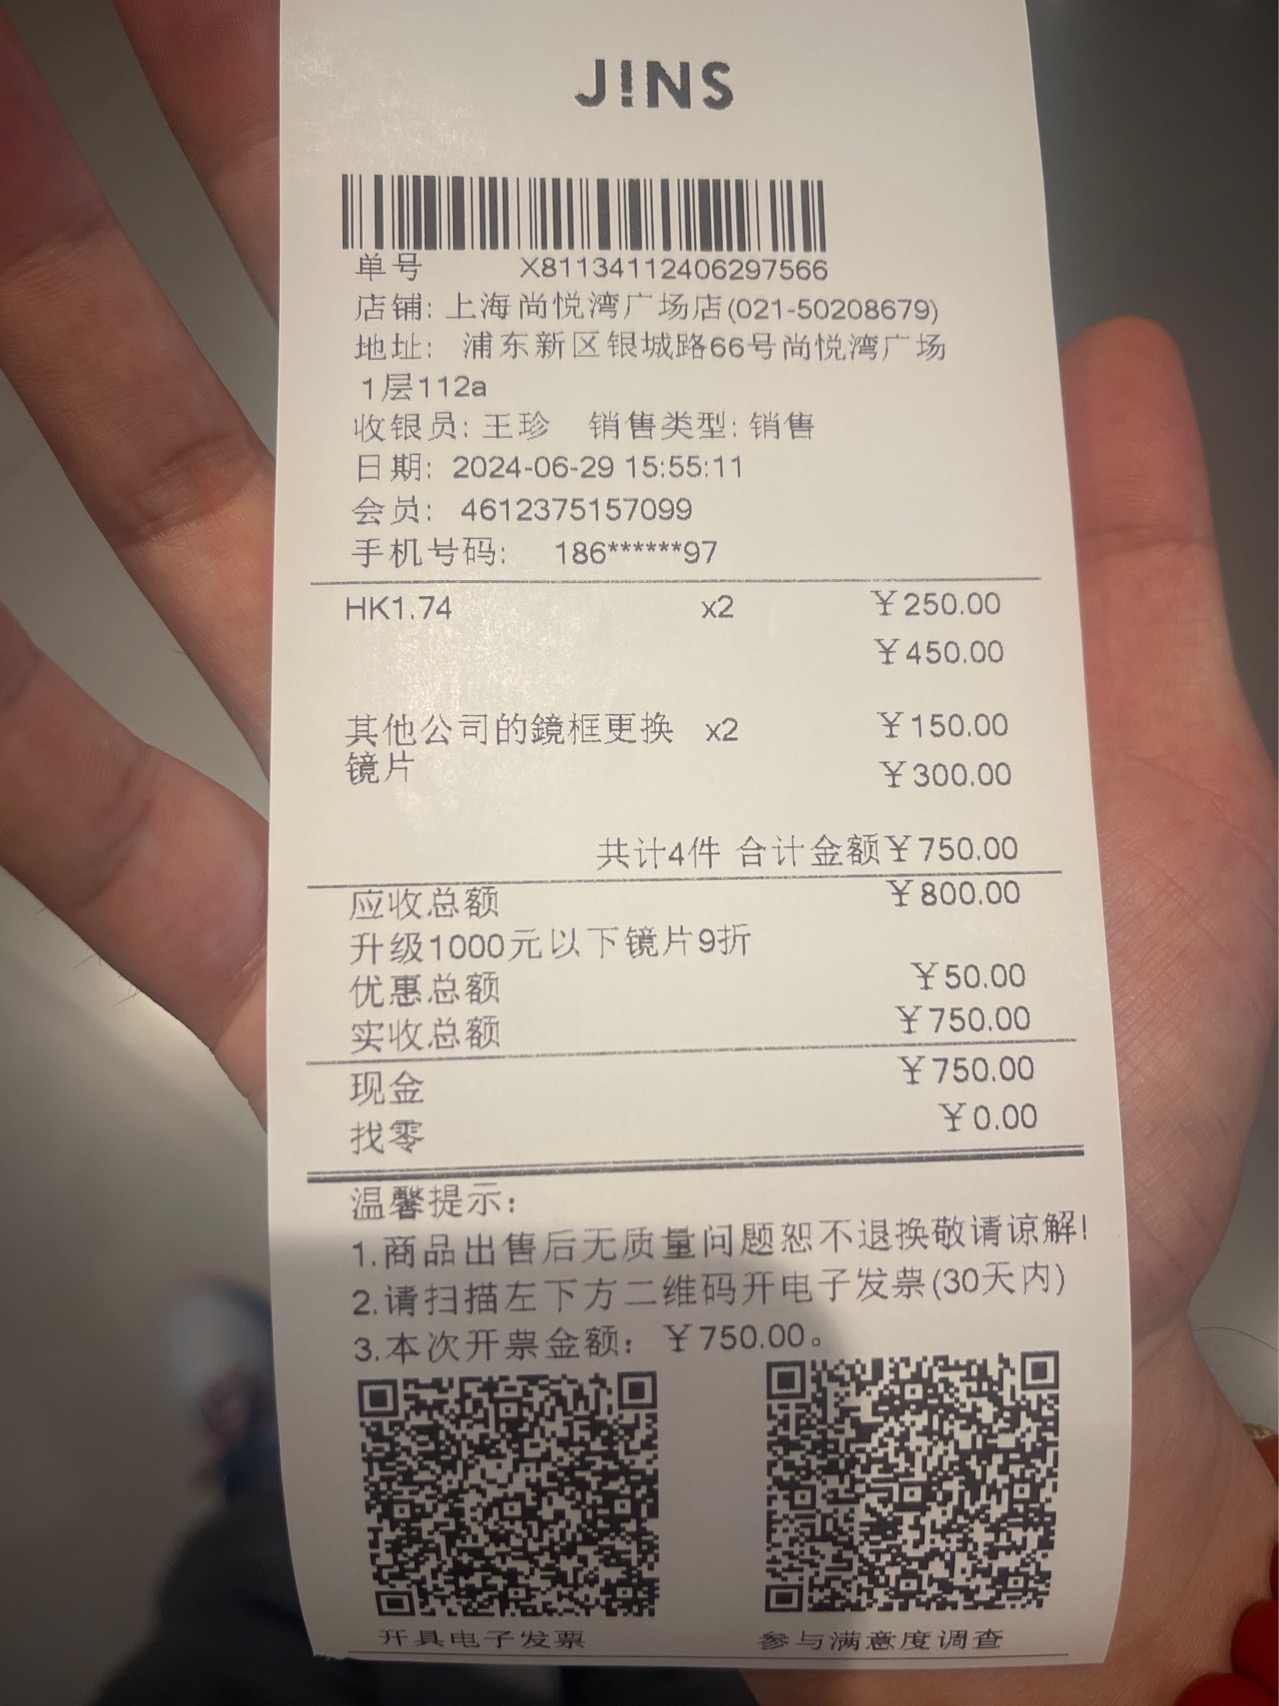 J!NS
单号 X81134112406297566
店铺: 上海尚悦湾广场店(021-50208679)
地址: 浦东新区银城路66号尚悦湾广场
1层112a
收银员: 王珍 销售类型: 销售
日期: 2024-06-29 15:55:11
会员: 4612375157099
手机号码: 186******97
HK1.74 x2 ¥250.00
¥450.00
其他公司的鏡框更换 x2 ¥150.00
镜片
¥300.00
共计4件 合计金额¥750.00
应收总额 ¥800.00
升级1000元以下镜片9折
优惠总额 ¥50.00
实收总额 ¥750.00
现金 ¥750.00
找零 ¥0.00
温馨提示:
1.商品出售后无质量问题恕不退换敬请谅解!
2.请扫描左下方二维码开电子发票(30天内)
3.本次开票金额: ¥750.00。
开具电子发票 参与满意度调查